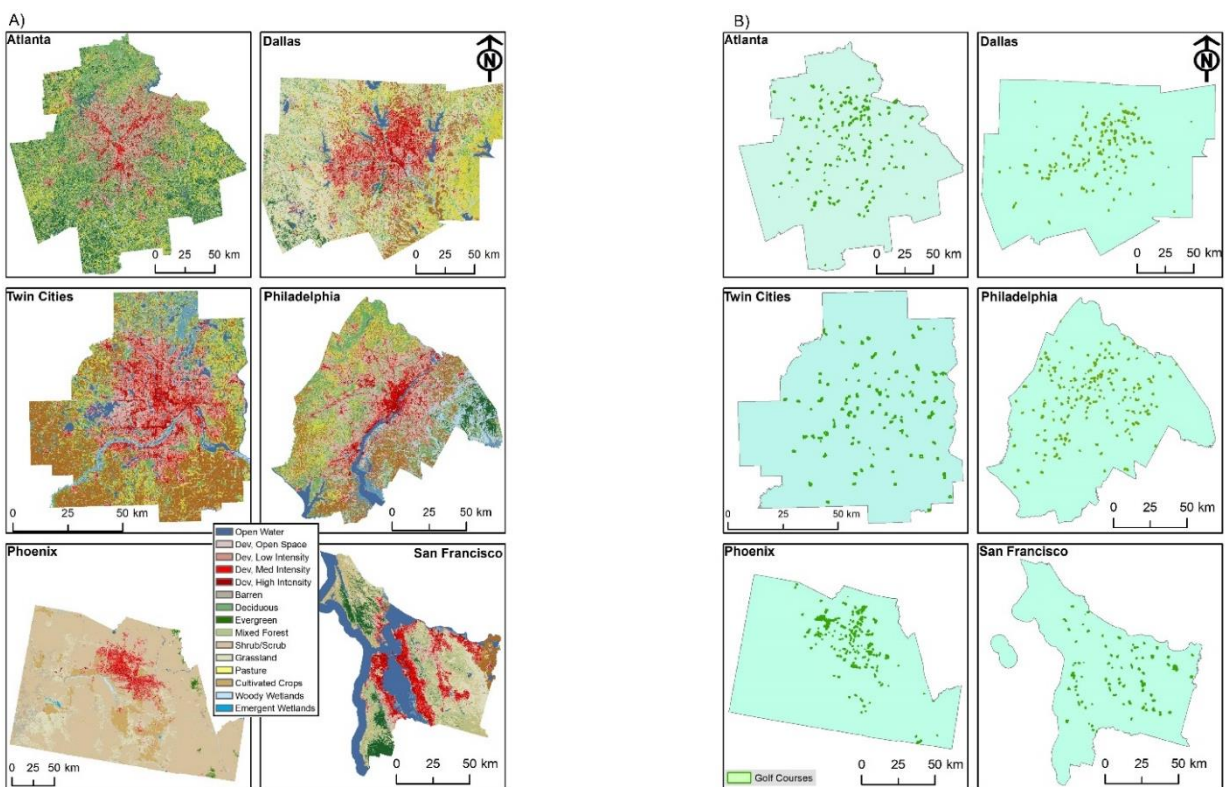 A)
Atlanta
Dallas
N
0 25 50 km
0 25 50 km
Twin Cities
Philadelphia
0 25 50 km
0 25 50 km
Phoenix
San Francisco
Open Water
Dev, Open Space
Dev, Low Intensity
Dev, Med Intensity
Dev, High Intensity
Barren
Deciduous
Evergreen
Mixed Forest
Shrub/Scrub
Grassland
Pasture
Cultivated Crops
Woody Wetlands
Emergent Wetlands
0 25 50 km
0 25 50 km
B)
Atlanta
Dallas
N
0 25 50 km
0 25 50 km
Twin Cities
Philadelphia
0 25 50 km
0 25 50 km
Phoenix
San Francisco
0 25 50 km
0 25 50 km
Golf Courses